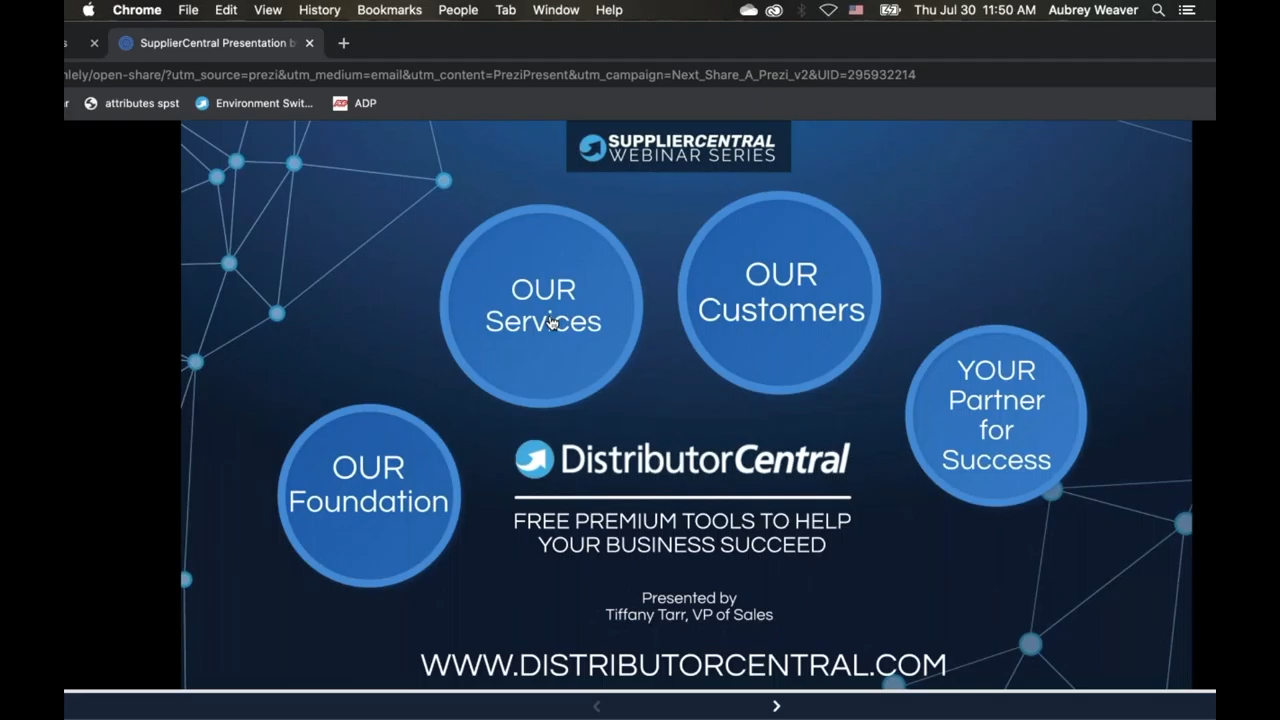 Chrome File Edit View History Bookmarks People Tab Window Help Thu Jul 30 11:50 AM Aubrey Weaver
SupplierCentral Presentation
nlely/open-share/?utm_source=prezi&utm_medium=email&utm_content=PreziPresent&utm_campaign=Next_Share_A_Prezi_v2&UID=295932214
attributes spst Environment Swit... ADP
SUPPLIERCENTRAL
WEBINAR SERIES
OUR
Services
OUR
Customers
YOUR
Partner
for
Success
OUR
Foundation
DistributorCentral
FREE PREMIUM TOOLS TO HELP
YOUR BUSINESS SUCCEED
Presented by
Tiffany Tarr, VP of Sales
WWW.DISTRIBUTORCENTRAL.COM